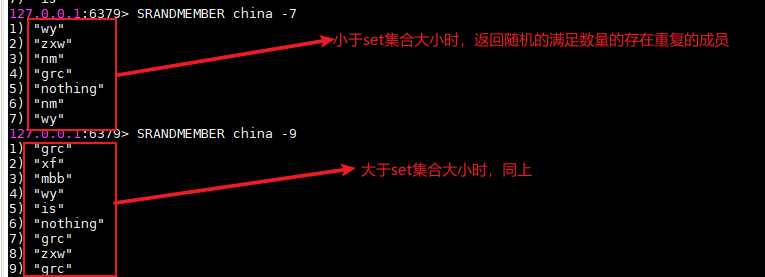 127.0.0.1:6379> SRANDMEMBER china -7
1) "wy"
2) "zxw"
3) "nm"
4) "grc"
5) "nothing"
6) "nm"
7) "wy"
小于set集合大小时，返回随机的满足数量的存在重复的成员
127.0.0.1:6379> SRANDMEMBER china -9
1) "grc"
2) "xf"
3) "mbb"
4) "wy"
5) "is"
6) "nothing"
7) "grc"
8) "zxw"
9) "grc"
大于set集合大小时，同上